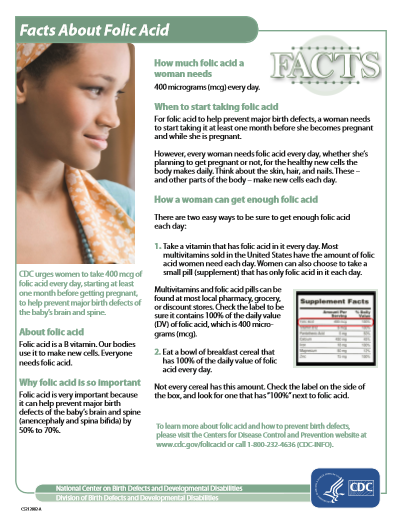 Facts About Folic Acid
FACTS
How much folic acid a
woman needs
400 micrograms (mcg) every day.
When to start taking folic acid
For folic acid to help prevent major birth defects, a woman needs
to start taking it at least one month before she becomes pregnant
and while she is pregnant.
However, every woman needs folic acid every day, whether she's
planning to get pregnant or not, for the healthy new cells the
body makes daily. Think about the skin, hair, and nails. These –
and other parts of the body – make new cells each day.
How a woman can get enough folic acid
There are two easy ways to be sure to get enough folic acid
each day:
1. Take a vitamin that has folic acid in it every day. Most
multivitamins sold in the United States have the amount of folic
acid women need each day. Women can also choose to take a
small pill (supplement) that has only folic acid in it each day.
Multivitamins and folic acid pills can be
found at most local pharmacy, grocery,
or discount stores. Check the label to be
sure it contains 100% of the daily value
(DV) of folic acid, which is 400 micro-
grams (mcg).
Supplement Facts
Amount Per
Serving
% Daily
Value
2. Eat a bowl of breakfast cereal that
has 100% of the daily value of folic
acid every day.
Not every cereal has this amount. Check the label on the side
of the box, and look for one that has "100%" next to folic acid.
To learn more about folic acid and how to prevent birth defects,
please visit the Centers for Disease Control and Prevention website at
www.cdc.gov/folicacid or call 1-800-232-4636 (CDC-INFO).
CDC urges women to take 400 mcg of
folic acid every day, starting at least
one month before getting pregnant,
to help prevent major birth defects of
the baby's brain and spine.
About folic acid
Folic acid is a B vitamin. Our bodies
use it to make new cells. Everyone
needs folic acid.
Why folic acid is so important
Folic acid is very important because
it can help prevent major birth
defects of the baby's brain and spine
(anencephaly and spina bifida) by
50% to 70%.
National Center on Birth Defects and Developmental Disabilities
Division of Birth Defects and Developmental Disabilities
CDC